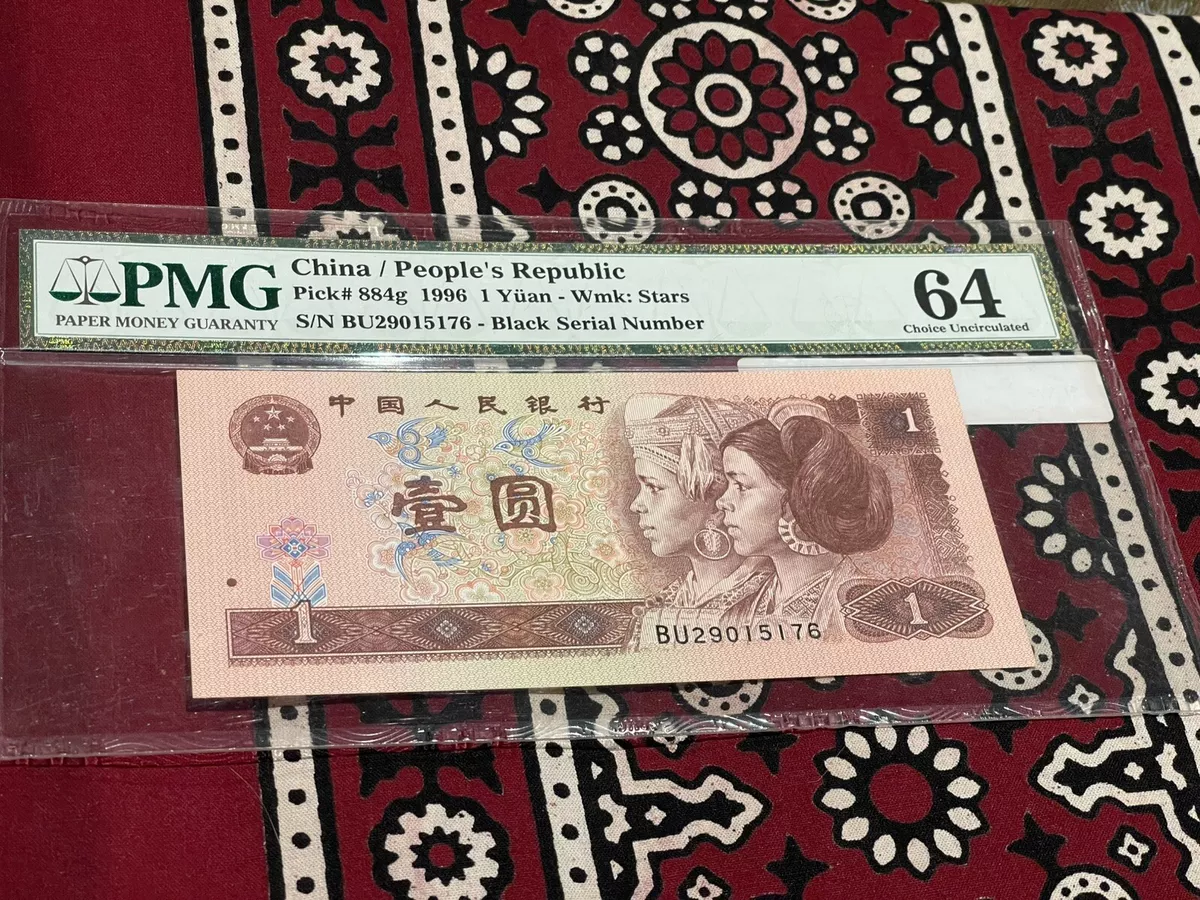 PMG
PAPER MONEY GUARANTY
China / People's Republic
Pick# 884g 1996 1 Yüan - Wmk: Stars
S/N BU29015176 - Black Serial Number
64
Choice Uncirculated
中国人民银行
1
壹圆
1
BU29015176
1